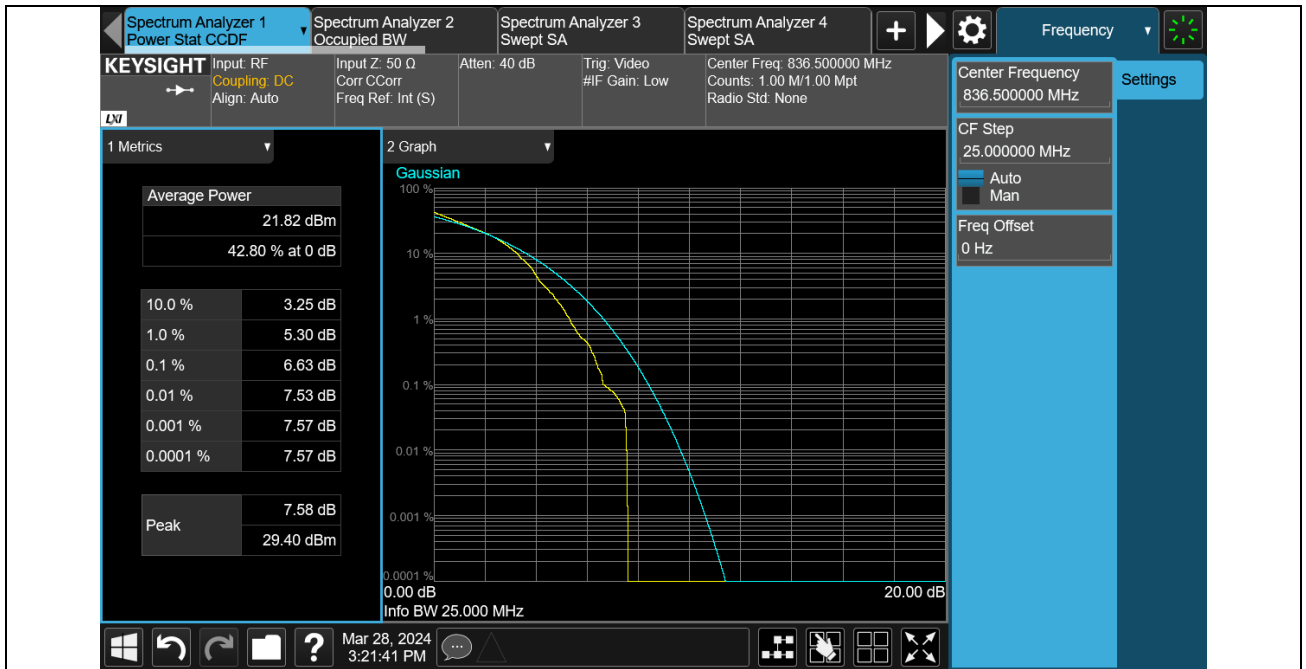 Spectrum Analyzer 1
Power Stat CCDF
Spectrum Analyzer 2
Occupied BW
Spectrum Analyzer 3
Swept SA
Spectrum Analyzer 4
Swept SA
+
Frequency
KEYSIGHT
LXI
Input: RF
Coupling: DC
Align: Auto
Input Z: 50 Ω
Corr CCorr
Freq Ref: Int (S)
Atten: 40 dB
Trig: Video
#IF Gain: Low
Center Freq: 836.500000 MHz
Counts: 1.00 M/1.00 Mpt
Radio Std: None
Center Frequency
836.500000 MHz
Settings
CF Step
25.000000 MHz
Auto
Man
Freq Offset
0 Hz
1 Metrics
Average Power
21.82 dBm
42.80 % at 0 dB
10.0 % 3.25 dB
1.0 % 5.30 dB
0.1 % 6.63 dB
0.01 % 7.53 dB
0.001 % 7.57 dB
0.0001 % 7.57 dB
Peak
7.58 dB
29.40 dBm
2 Graph
Gaussian
100 %
10 %
1 %
0.1 %
0.01 %
0.001 %
0.0001 %
0.00 dB 20.00 dB
Info BW 25.000 MHz
?
Mar 28, 2024
3:21:41 PM